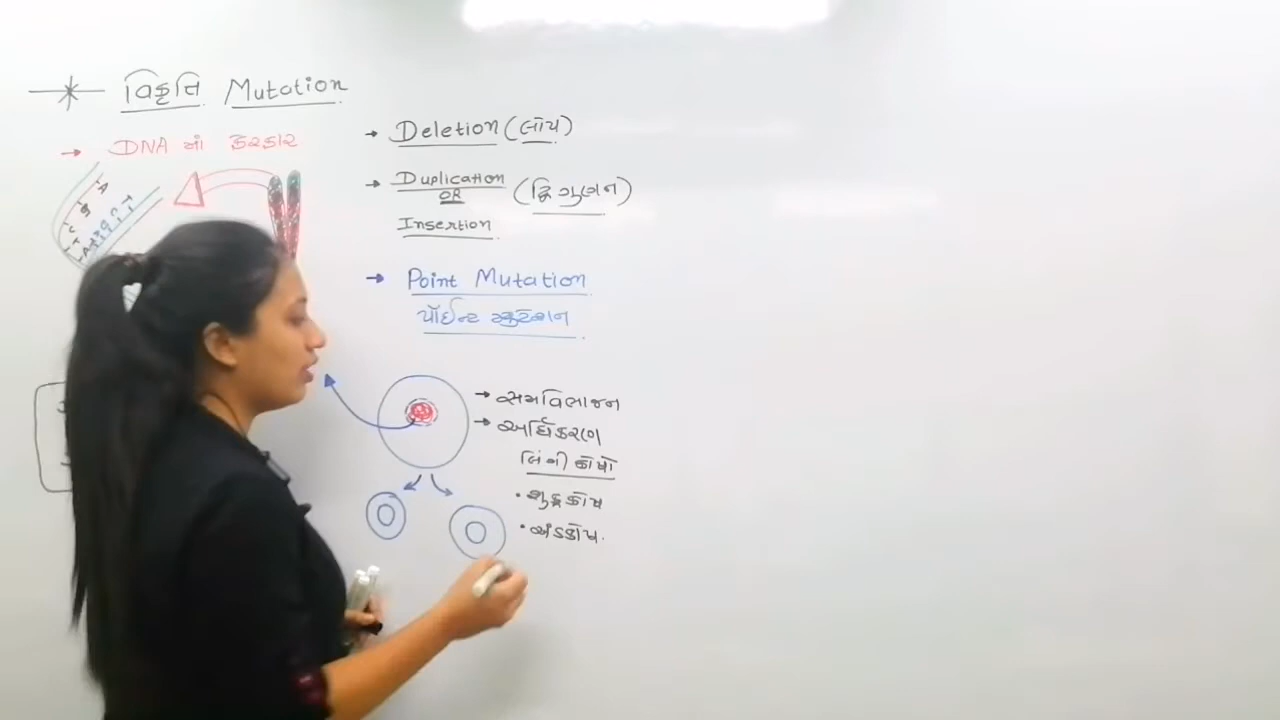 વિકૃતિ Mutation
→ DNA માં ફેરફાર
→ Deletion (લોપ)
→ Duplication
OR
(દ્વિગુણન)
Insertion
→ Point Mutation
પોઈન્ટ મ્યુટેશન
→ સમવિભાજન
→ અર્ધિકરણ
લિંગી કોષો
• શુક્રકોષ
• અંડકોષ.